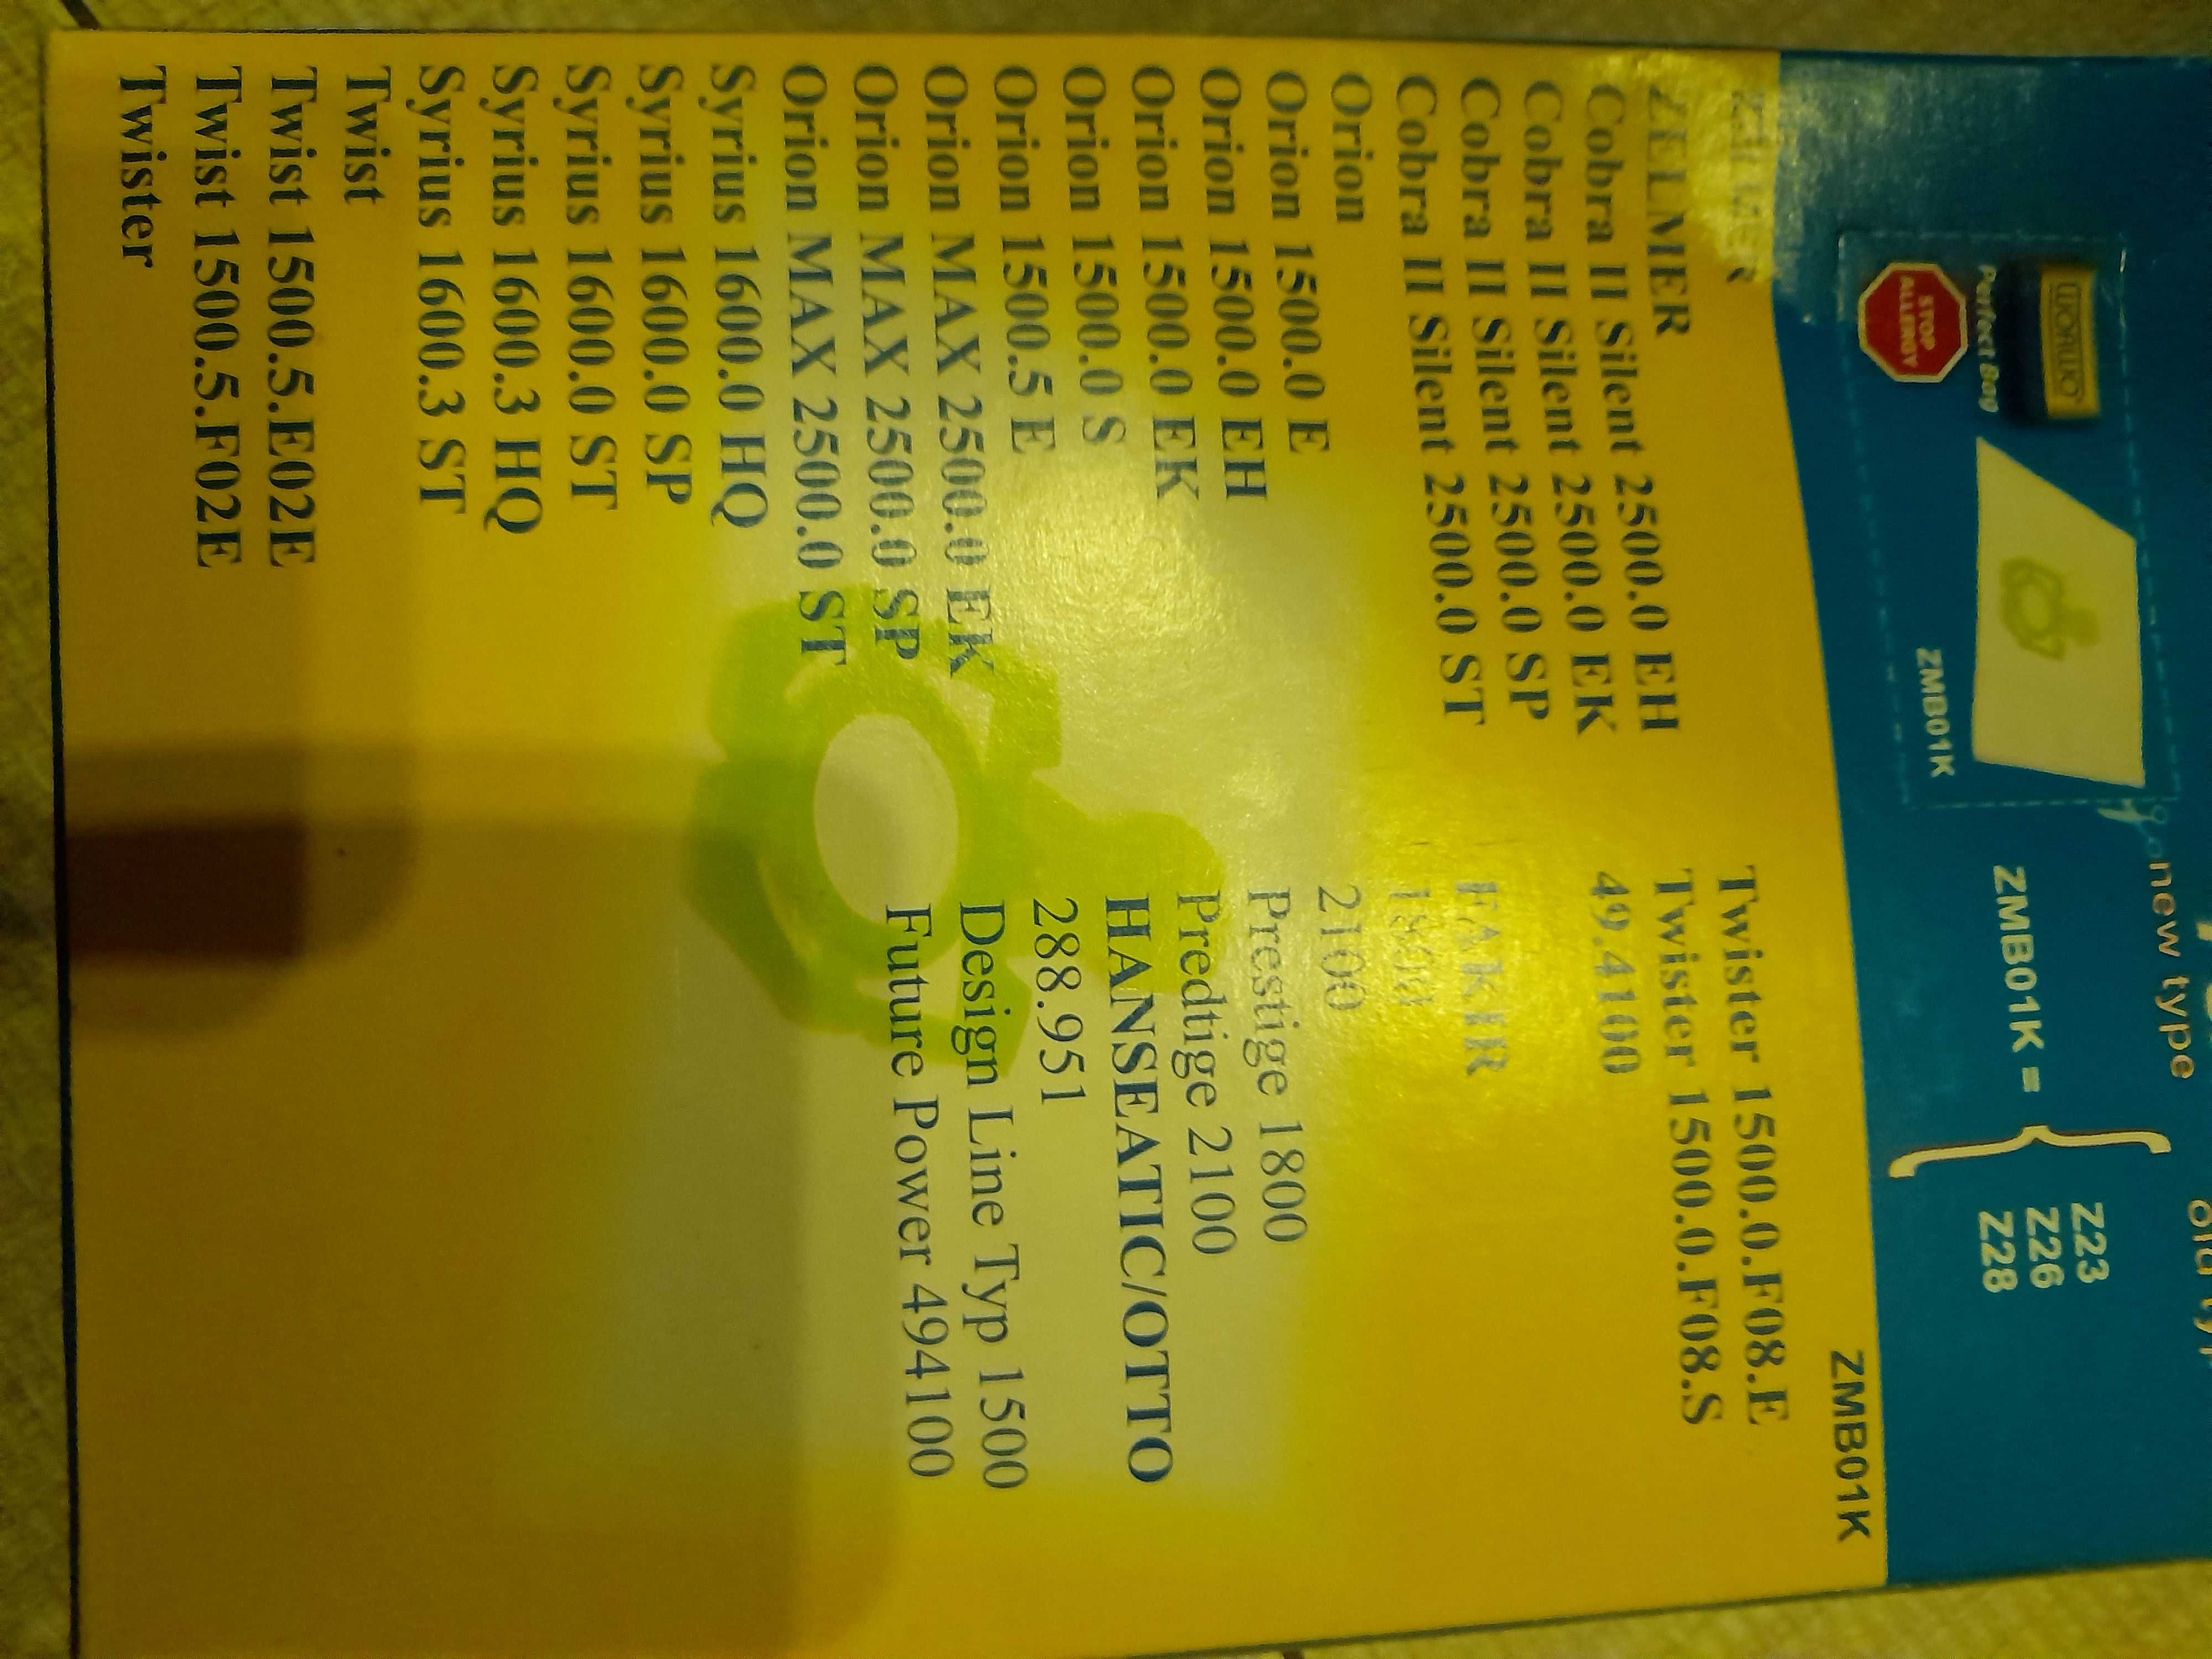 new type
WORWO
Perfect Bag
STOP
ALLERGY
ZMB01K
ZMB01K =
Z23
Z26
Z28
ZMB01K
ZELMER
Cobra II Silent 2500.0 EH
Cobra II Silent 2500.0 EK
Cobra II Silent 2500.0 SP
Cobra II Silent 2500.0 ST
Orion
Orion 1500.0 E
Orion 1500.0 EH
Orion 1500.0 EK
Orion 1500.0 S
Orion 1500.5 E
Orion MAX 2500.0 EK
Orion MAX 2500.0 SP
Orion MAX 2500.0 ST
Syrius 1600.0 HQ
Syrius 1600.0 SP
Syrius 1600.0 ST
Syrius 1600.3 HQ
Syrius 1600.3 ST
Twist
Twist 1500.5.E02E
Twist 1500.5.F02E
Twister
Twister 1500.0.F08.E
Twister 1500.0.F08.S
49.4100
FAKIR
1800
2100
Prestige 1800
Predtige 2100
HANSEATIC/OTTO
288.951
Design Line Typ 1500
Future Power 494100